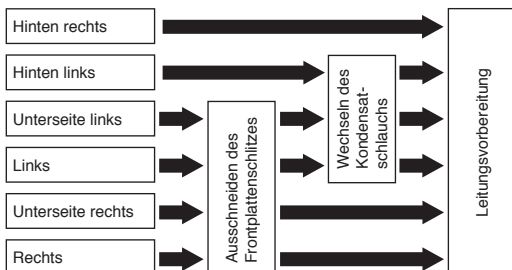 Hinten rechts
Hinten links
Unterseite links
Links
Unterseite rechts
Rechts
Ausschneiden des
Frontplattenschlitzes
Wechseln des
Kondensat-
schlauchs
Leitungsvorbereitung